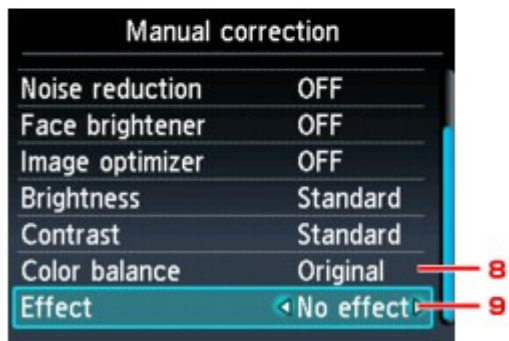 Manual correction
Noise reduction OFF
Face brightener OFF
Image optimizer OFF
Brightness Standard
Contrast Standard
Color balance Original 8
Effect No effect 9